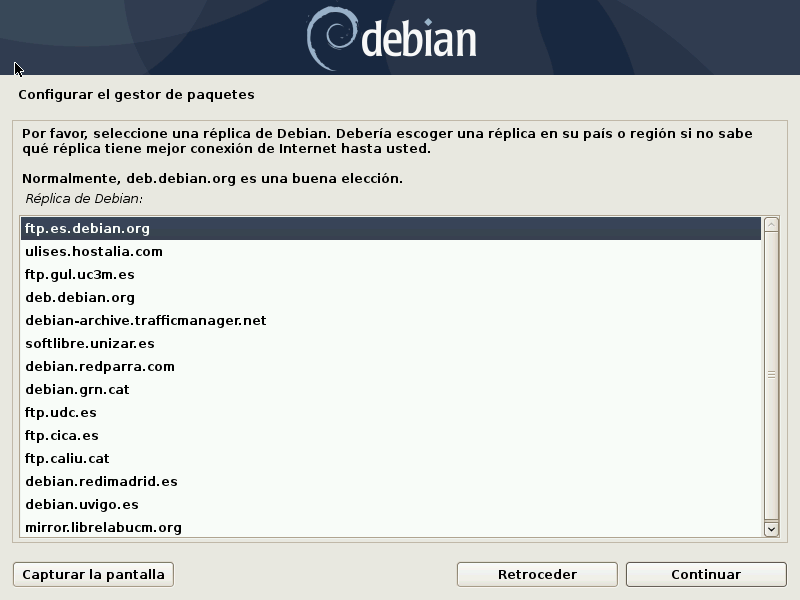 debian
Configurar el gestor de paquetes
Por favor, seleccione una réplica de Debian. Debería escoger una réplica en su país o región si no sabe
qué réplica tiene mejor conexión de Internet hasta usted.
Normalmente, deb.debian.org es una buena elección.
Réplica de Debian:
ftp.es.debian.org
ulises.hostalia.com
ftp.gul.uc3m.es
deb.debian.org
debian-archive.trafficmanager.net
softlibre.unizar.es
debian.redparra.com
debian.grn.cat
ftp.udc.es
ftp.cica.es
ftp.caliu.cat
debian.redimadrid.es
debian.uvigo.es
mirror.librelabucm.org
Capturar la pantalla
Retroceder
Continuar